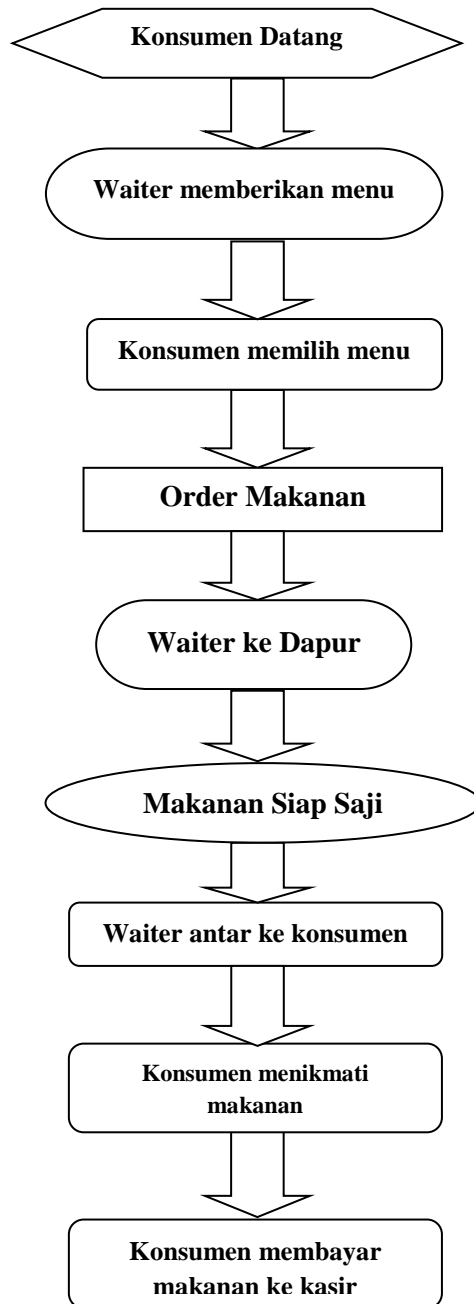 Konsumen Datang
Waiter memberikan menu
Konsumen memilih menu
Order Makanan
Waiter ke Dapur
Makanan Siap Saji
Waiter antar ke konsumen
Konsumen menikmati
makanan
Konsumen membayar
makanan ke kasir